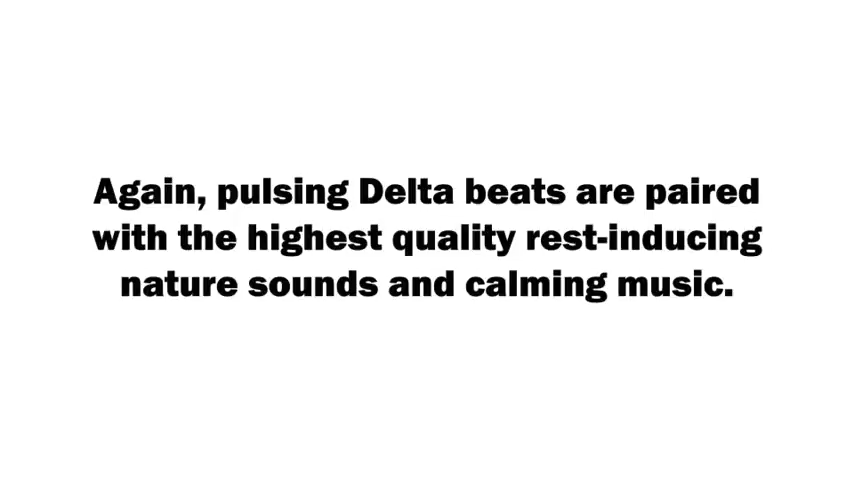 Again, pulsing Delta beats are paired
with the highest quality rest-inducing
nature sounds and calming music.